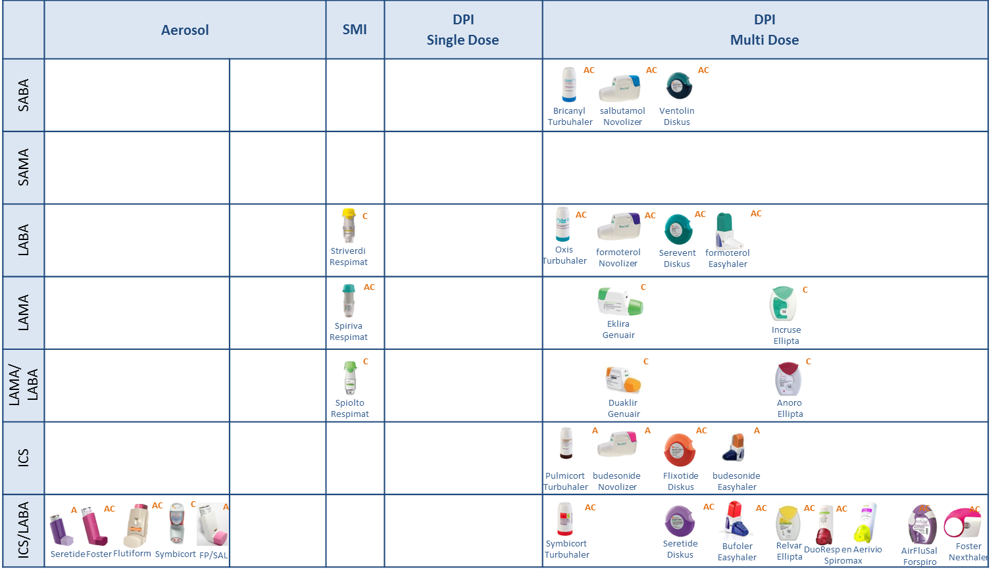 Aerosol
SMI
DPI
Single Dose
DPI
Multi Dose
SABA
AC
AC
AC
Bricanyl
Turbuhaler
salbutamol
Novolizer
Ventolin
Diskus
SAMA
LABA
C
Striverdi
Respimat
AC
AC
AC
AC
Oxis
Turbuhaler
formoterol
Novolizer
Serevent
Diskus
formoterol
Easyhaler
LAMA
AC
Spiriva
Respimat
C
C
Eklira
Genuair
Incruse
Ellipta
LAMA/
LABA
C
Spiolto
Respimat
C
C
Duaklir
Genuair
Anoro
Ellipta
ICS
A
A
AC
A
Pulmicort
Turbuhaler
budesonide
Novolizer
Flixotide
Diskus
budesonide
Easyhaler
ICS/LABA
A
AC
AC
C
A
Seretide
Foster
Flutiform
Symbicort
FP/SAL
AC
AC
AC
AC
AC
AC
AC
Symbicort
Turbuhaler
Seretide
Diskus
Bufoler
Easyhaler
Relvar
Ellipta
DuoResp en Aerivio
Spiromax
AirFluSal
Forspiro
Foster
Nexthaler